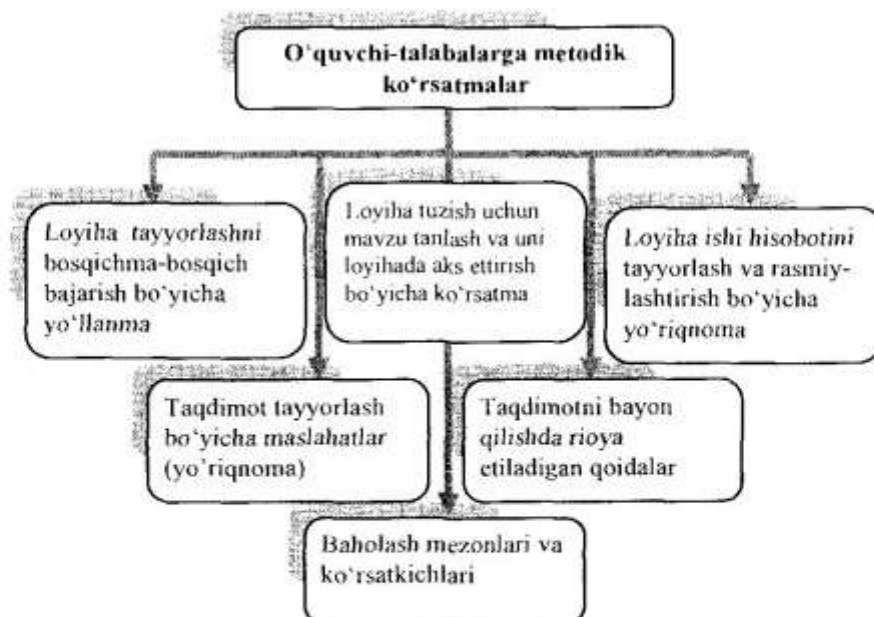 O‘quvchi-talabalarga metodik
ko‘rsatmalar
Loyiha tayyorlashni
bosqichma-bosqich
bajarish bo‘yicha
yo‘llanma
Loyiha tuzish uchun
mavzu tanlash va uni
loyihada aks ettirish
bo‘yicha ko‘rsatma
Loyiha ishi hisobotini
tayyorlash va rasmiy-
lashtirish bo‘yicha
yo‘riqnoma
Taqdimot tayyorlash
bo‘yicha maslahatlar
(yo‘riqnoma)
Taqdimotni bayon
qilishda rioya
etiladigan qoidalar
Baholash mezonlari va
ko‘rsatkichlari